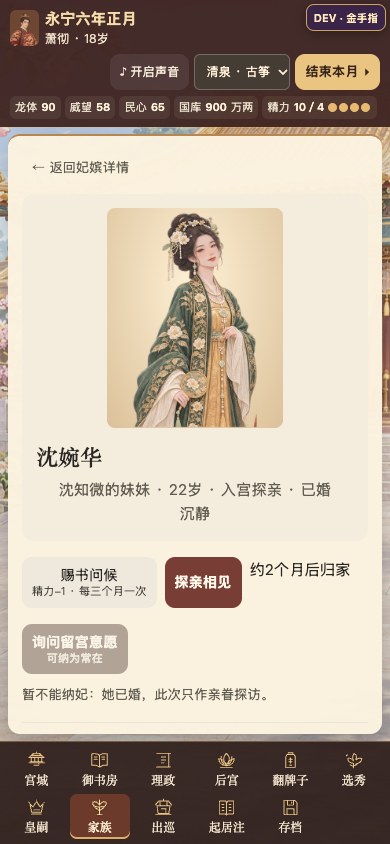 永宁六年正月
萧彻 · 18岁
DEV · 金手指
♪ 开启声音
清泉 · 古筝
结束本月
龙体 90 威望 58 民心 65 国库 900 万两 精力 10 / 4
← 返回妃嫔详情
沈婉华
沈知微的妹妹 · 22岁 · 入宫探亲 · 已婚
沉静
赐书问候
精力-1 · 每三个月一次
探亲相见
约2个月后归家
询问留宫意愿
可纳为常在
暂不能纳妃：她已婚，此次只作亲眷探访。
宫城 御书房 理政 后宫 翻牌子 选秀
皇嗣 家族 出巡 起居注 存档